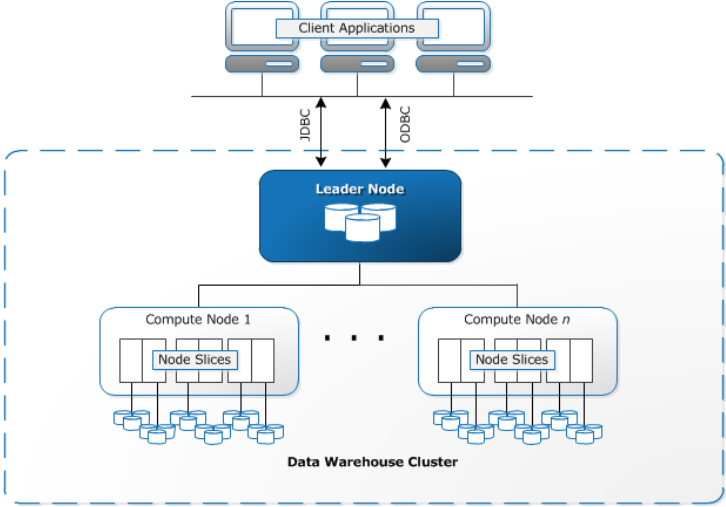 Client Applications
JDBC
ODBC
Leader Node
Compute Node 1
Compute Node n
. . .
Node Slices
Node Slices
Data Warehouse Cluster